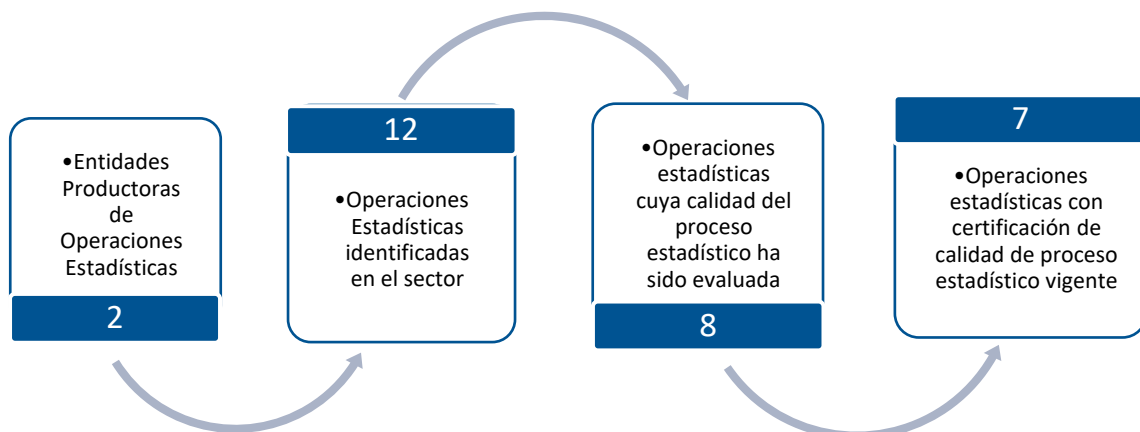 •Entidades
Productoras
de
Operaciones
Estadísticas
2
12
•Operaciones
Estadísticas
identificadas
en el sector
•Operaciones
estadísticas
cuya calidad del
proceso
estadístico ha
sido evaluada
8
7
•Operaciones
estadísticas con
certificación de
calidad de proceso
estadístico vigente